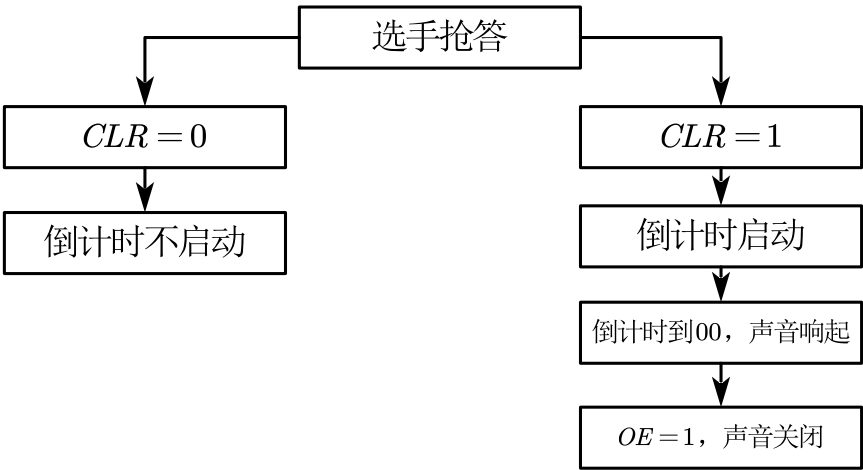 选手抢答
CLR=0
CLR=1
倒计时不启动
倒计时启动
倒计时到00，声音响起
OE=1，声音关闭